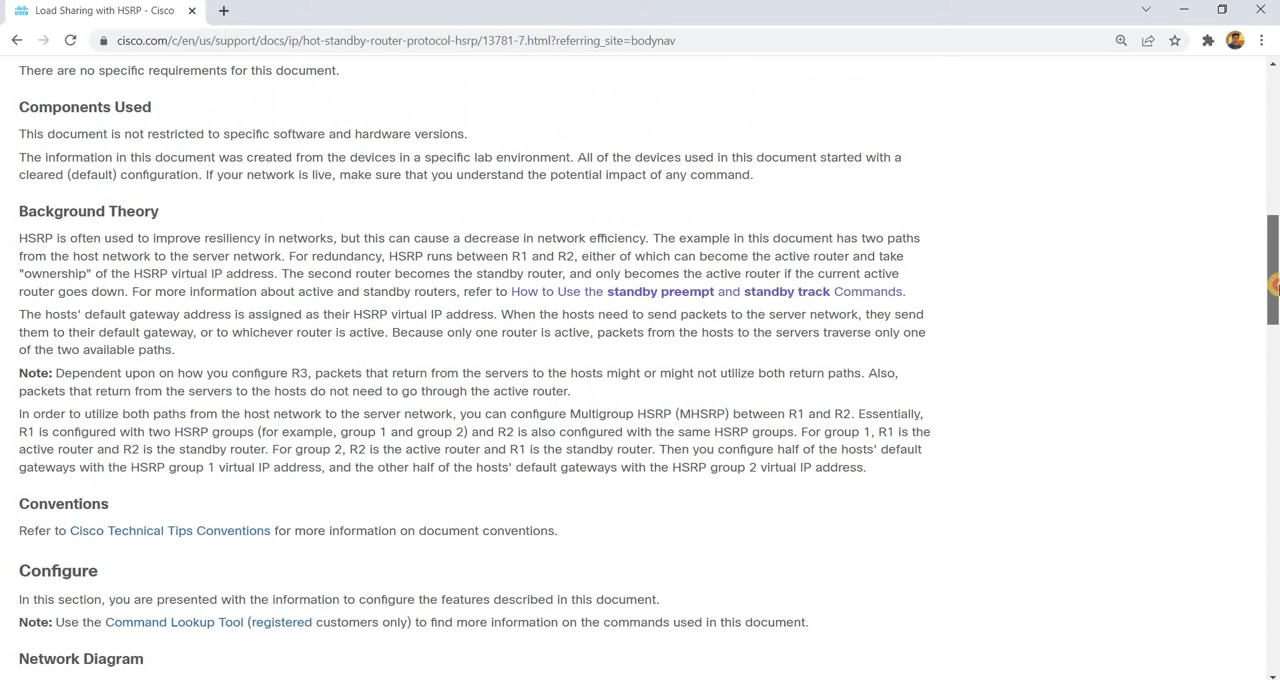 Load Sharing with HSRP - Cisco
cisco.com/c/en/us/support/docs/ip/hot-standby-router-protocol-hsrp/13781-7.html?referring_site=bodynav
There are no specific requirements for this document.
Components Used
This document is not restricted to specific software and hardware versions.
The information in this document was created from the devices in a specific lab environment. All of the devices used in this document started with a
cleared (default) configuration. If your network is live, make sure that you understand the potential impact of any command.
Background Theory
HSRP is often used to improve resiliency in networks, but this can cause a decrease in network efficiency. The example in this document has two paths
from the host network to the server network. For redundancy, HSRP runs between R1 and R2, either of which can become the active router and take
"ownership" of the HSRP virtual IP address. The second router becomes the standby router, and only becomes the active router if the current active
router goes down. For more information about active and standby routers, refer to How to Use the standby preempt and standby track Commands.
The hosts' default gateway address is assigned as their HSRP virtual IP address. When the hosts need to send packets to the server network, they send
them to their default gateway, or to whichever router is active. Because only one router is active, packets from the hosts to the servers traverse only one
of the two available paths.
Note: Dependent upon on how you configure R3, packets that return from the servers to the hosts might or might not utilize both return paths. Also,
packets that return from the servers to the hosts do not need to go through the active router.
In order to utilize both paths from the host network to the server network, you can configure Multigroup HSRP (MHSRP) between R1 and R2. Essentially,
R1 is configured with two HSRP groups (for example, group 1 and group 2) and R2 is also configured with the same HSRP groups. For group 1, R1 is the
active router and R2 is the standby router. For group 2, R2 is the active router and R1 is the standby router. Then you configure half of the hosts' default
gateways with the HSRP group 1 virtual IP address, and the other half of the hosts' default gateways with the HSRP group 2 virtual IP address.
Conventions
Refer to Cisco Technical Tips Conventions for more information on document conventions.
Configure
In this section, you are presented with the information to configure the features described in this document.
Note: Use the Command Lookup Tool (registered customers only) to find more information on the commands used in this document.
Network Diagram